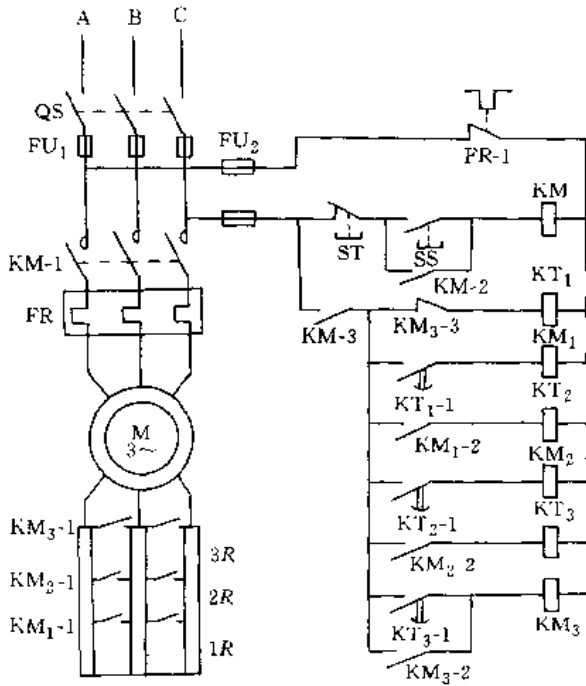 A B C
QS
FU₁
FU₂
FR-1
KM
ST
SS
KM-1
KM-2
KT₁
FR
KM-3
KM₃-3
KM₁
KT₁-1
KT₂
M
3~
KM₁-2
KM₂
KT₂-1
KT₃
KM₃-1
3R
KM₂-2
KM₂-1
2R
KM₃
KT₃-1
KM₁-1
1R
KM₃-2